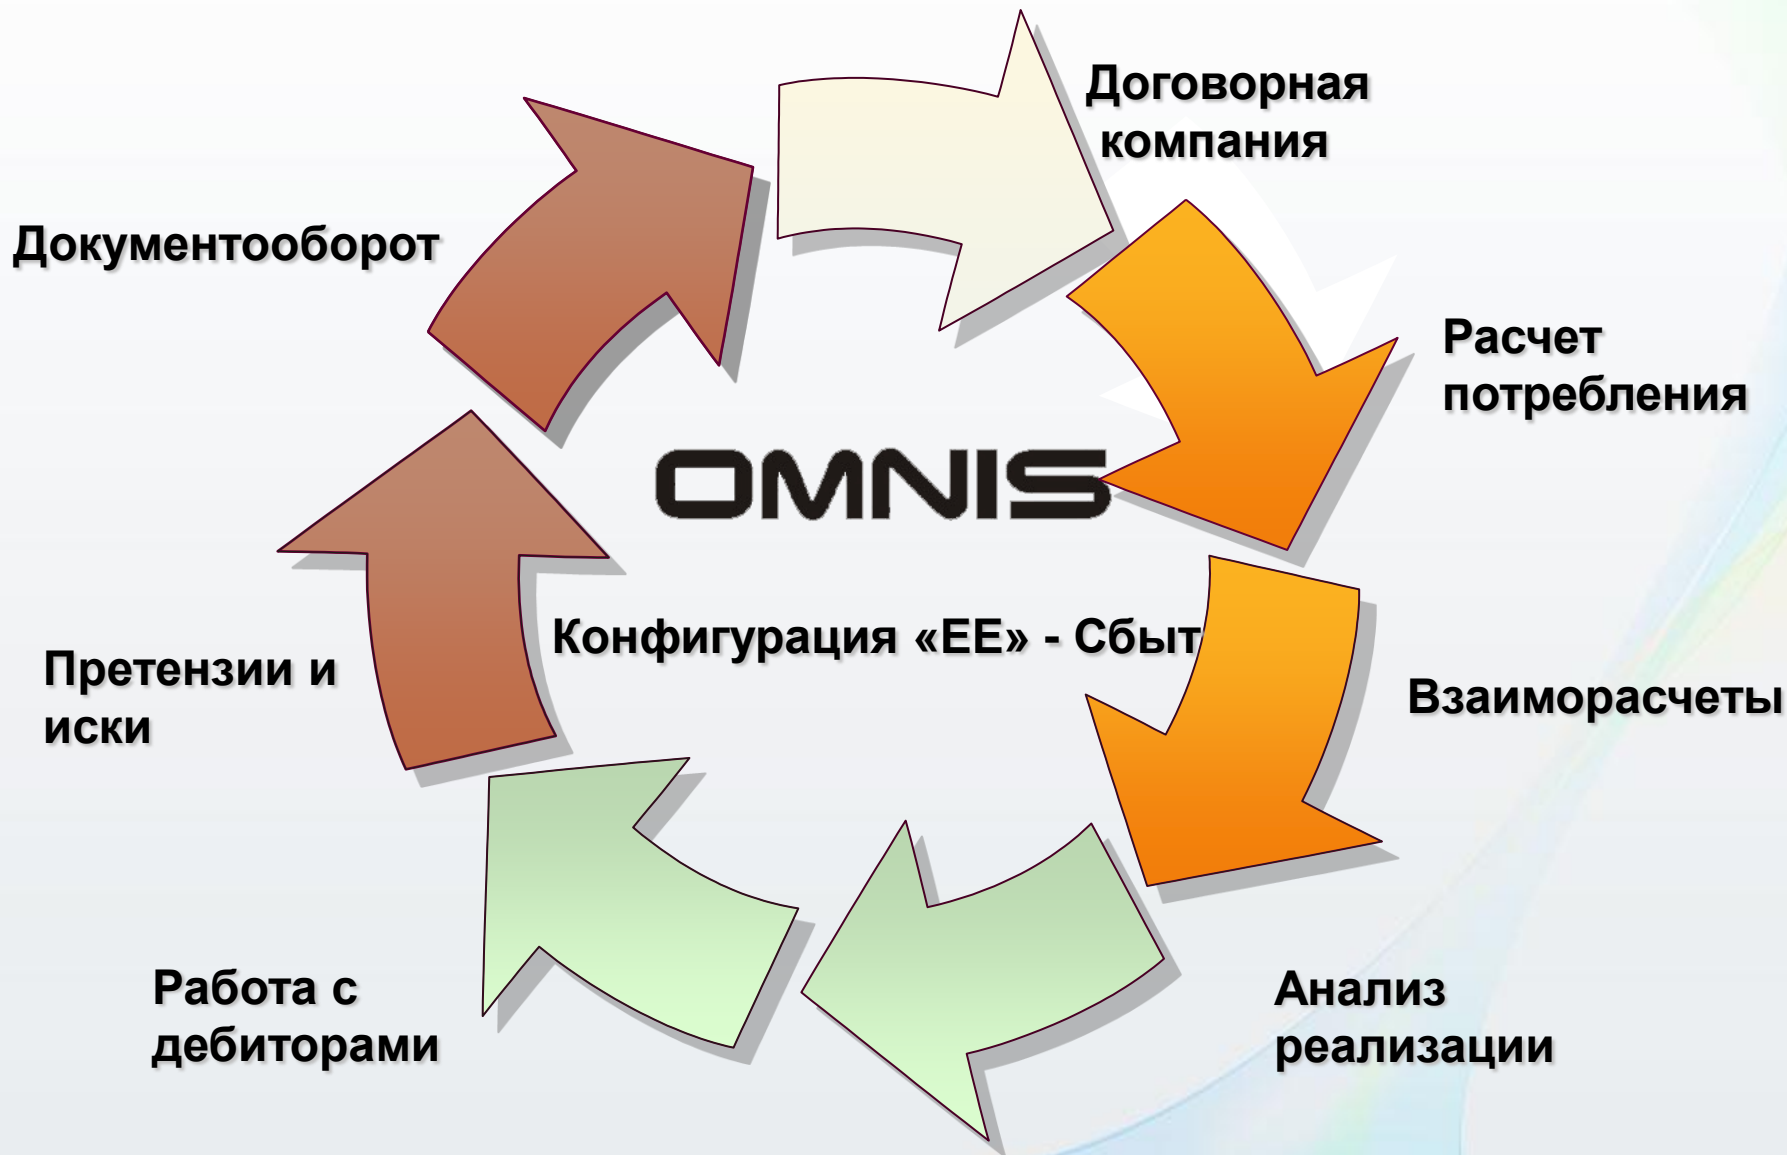 Договорная
компания
Документооборот
Расчет
потребления
OMNIS
Конфигурация «ЕЕ» - Сбыт
Претензии и
иски
Взаиморасчеты
Работа с
дебиторами
Анализ
реализации